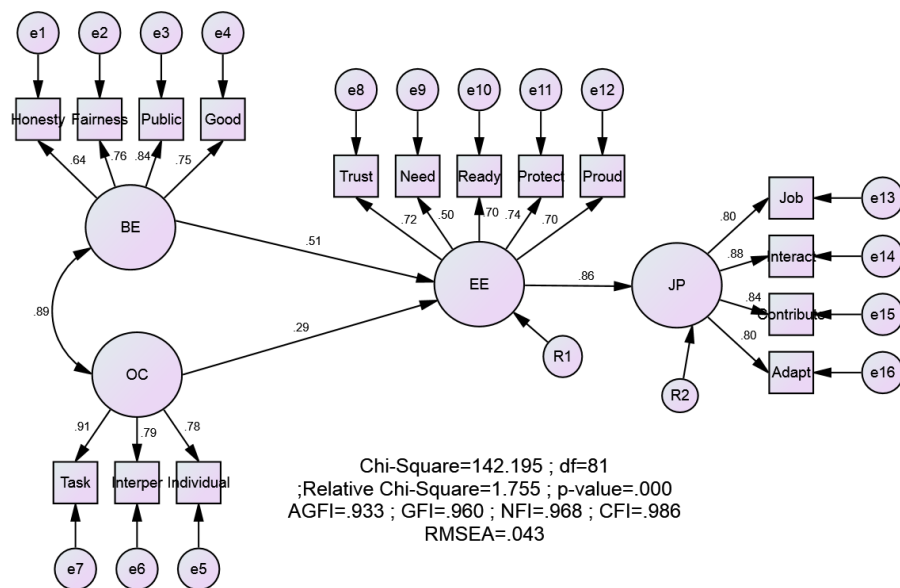 e1 e2 e3 e4
Honesty Fairness Public Good
.64 .76 .84 .75
BE
e8 e9 e10 e11 e12
Trust Need Ready Protect Proud
.72 .50 .70 .74 .70
.51
EE
.89
.29
OC
R1
.86
JP
R2
.80
Job
e13
.88
Interact
e14
.84
Contribute
e15
.80
Adapt
e16
.91 .79 .78
Task Interper Individual
e7 e6 e5
Chi-Square=142.195 ; df=81
;Relative Chi-Square=1.755 ; p-value=.000
AGFI=.933 ; GFI=.960 ; NFI=.968 ; CFI=.986
RMSEA=.043